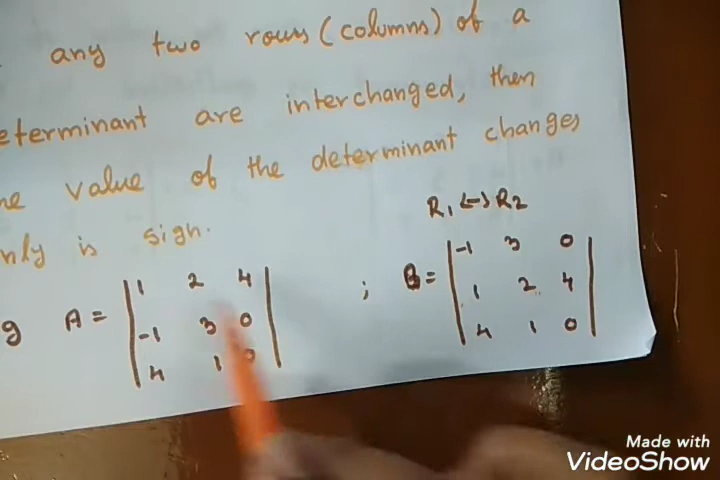 any two rows (columns) of a
eterminant are interchanged, then
he value of the determinant changes
nly is sign.
R₁ ↔ R₂
g A = | 1 2 4 | ; B = | -1 3 0 |
| -1 3 0 | | 1 2 4 |
| 4 1 0 | | 4 1 0 |
Made with
VideoShow